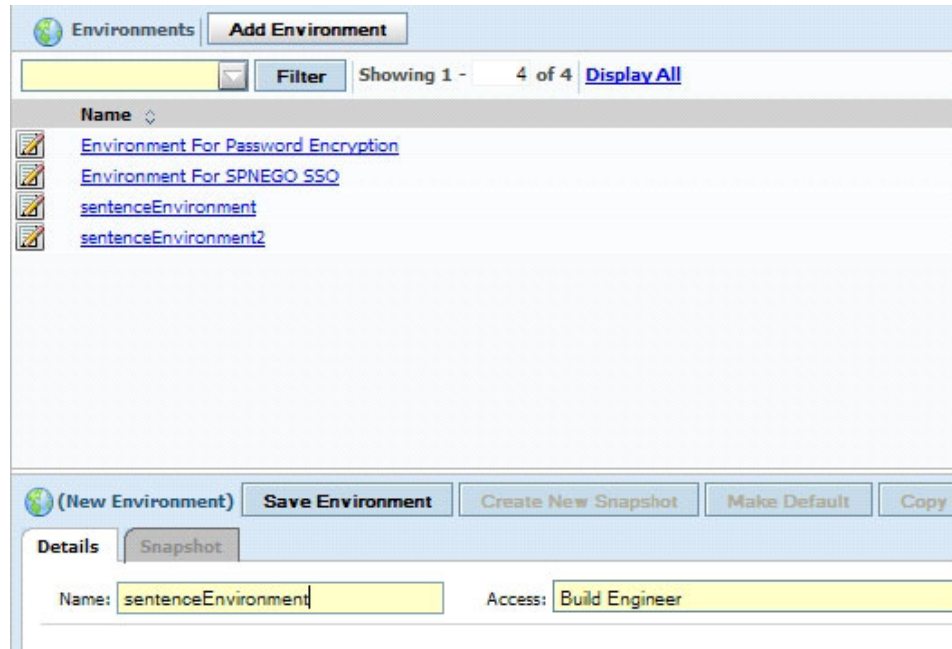 Environments Add Environment
Filter Showing 1 - 4 of 4 Display All
Name
Environment For Password Encryption
Environment For SPNEGO SSO
sentenceEnvironment
sentenceEnvironment2
(New Environment) Save Environment Create New Snapshot Make Default Copy
Details Snapshot
Name: sentenceEnvironment Access: Build Engineer